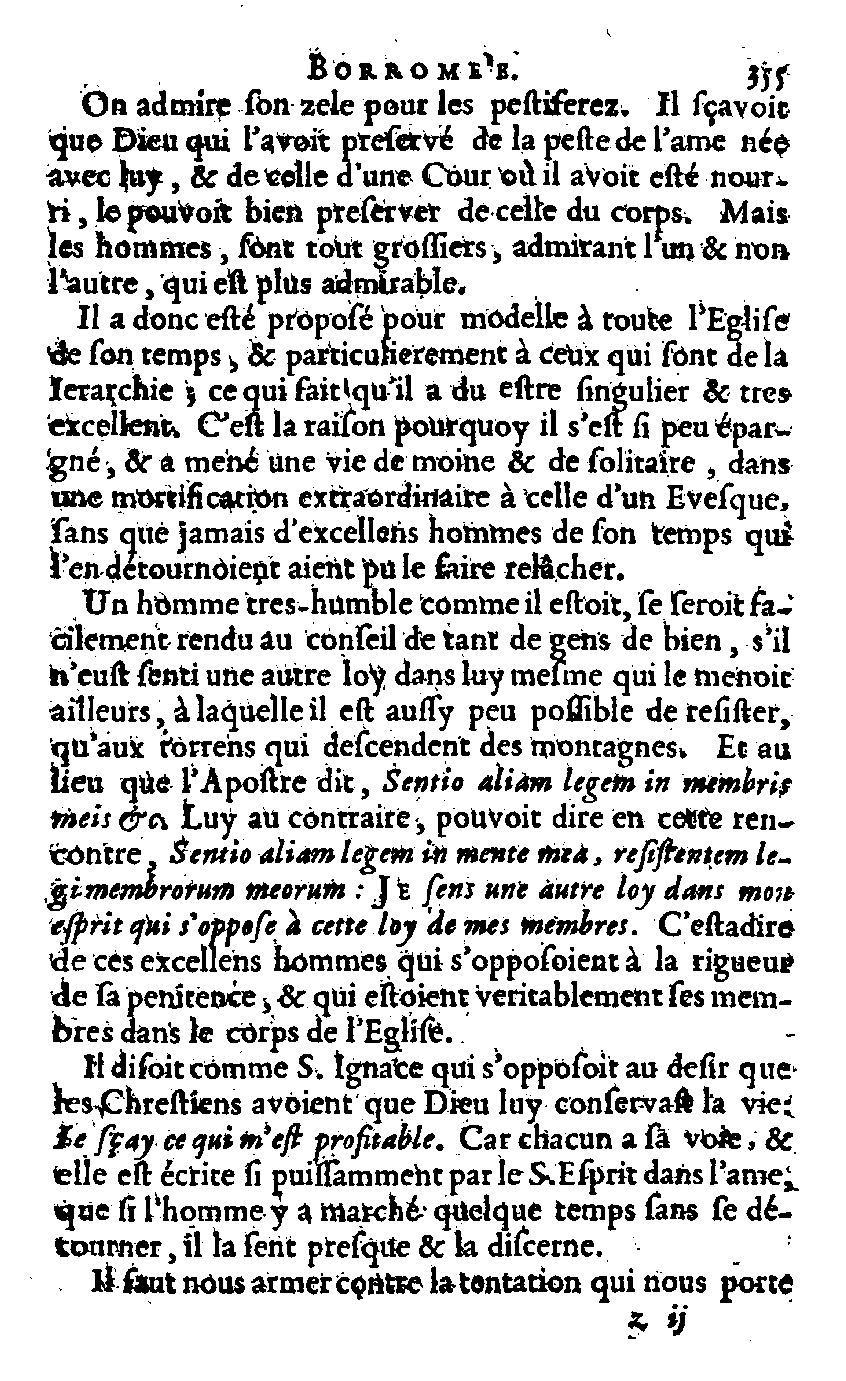 BORROME'E. 355
On admire ſon zele pour les peſtiferez. Il ſçavoit
que Dieu qui l'avoit preſervé de la peſte de l'ame née
avec luy, & de celle d'une Cour où il avoit eſté nour-
ri, le pouvoit bien preſerver de celle du corps. Mais
les hommes, ſont tout groſſiers, admirant l'un & non
l'autre, qui eſt plus admirable.
Il a donc eſté propoſé pour modelle à toute l'Egliſe
de ſon temps, & particulierement à ceux qui ſont de la
Ierarchie ; ce qui fait qu'il a du eſtre ſingulier & tres
excellent. C'eſt la raiſon pourquoy il s'eſt ſi peu épar-
gné, & a mené une vie de moine & de ſolitaire, dans
une mortification extraordinaire à celle d'un Eveſque,
ſans que jamais d'excellens hommes de ſon temps qui
l'en détournoient aient pu le faire relâcher.
Un homme tres-humble comme il eſtoit, ſe ſeroit fa-
cilement rendu au conſeil de tant de gens de bien, s'il
n'euſt ſenti une autre loy dans luy meſme qui le menoit
ailleurs, à laquelle il eſt auſſy peu poſſible de reſiſter,
qu'aux torrens qui deſcendent des montagnes. Et au
lieu que l'Apoſtre dit, Sentio aliam legem in membris
meis &c. Luy au contraire, pouvoit dire en cette ren-
contre, Sentio aliam legem in mente mea, reſiſtentem le-
gi membrorum meorum : JE ſens une autre loy dans mon
eſprit qui s'oppoſe à cette loy de mes membres. C'eſtadire
de ces excellens hommes qui s'oppoſoient à la rigueur
de ſa penitence, & qui eſtoient veritablement ſes mem-
bres dans le corps de l'Egliſe.
Il diſoit comme S. Ignace qui s'oppoſoit au deſir que
les Chreſtiens avoient que Dieu luy conſervaſt la vie:
Ie ſçay ce qui m'eſt profitable. Car chacun a ſa voie, &
elle eſt écrite ſi puiſſamment par le S. Eſprit dans l'ame,
que ſi l'homme y a marché quelque temps ſans ſe dé-
tourner, il la ſent preſque & la diſcerne.
Il faut nous armer contre la tentation qui nous porte
z ij